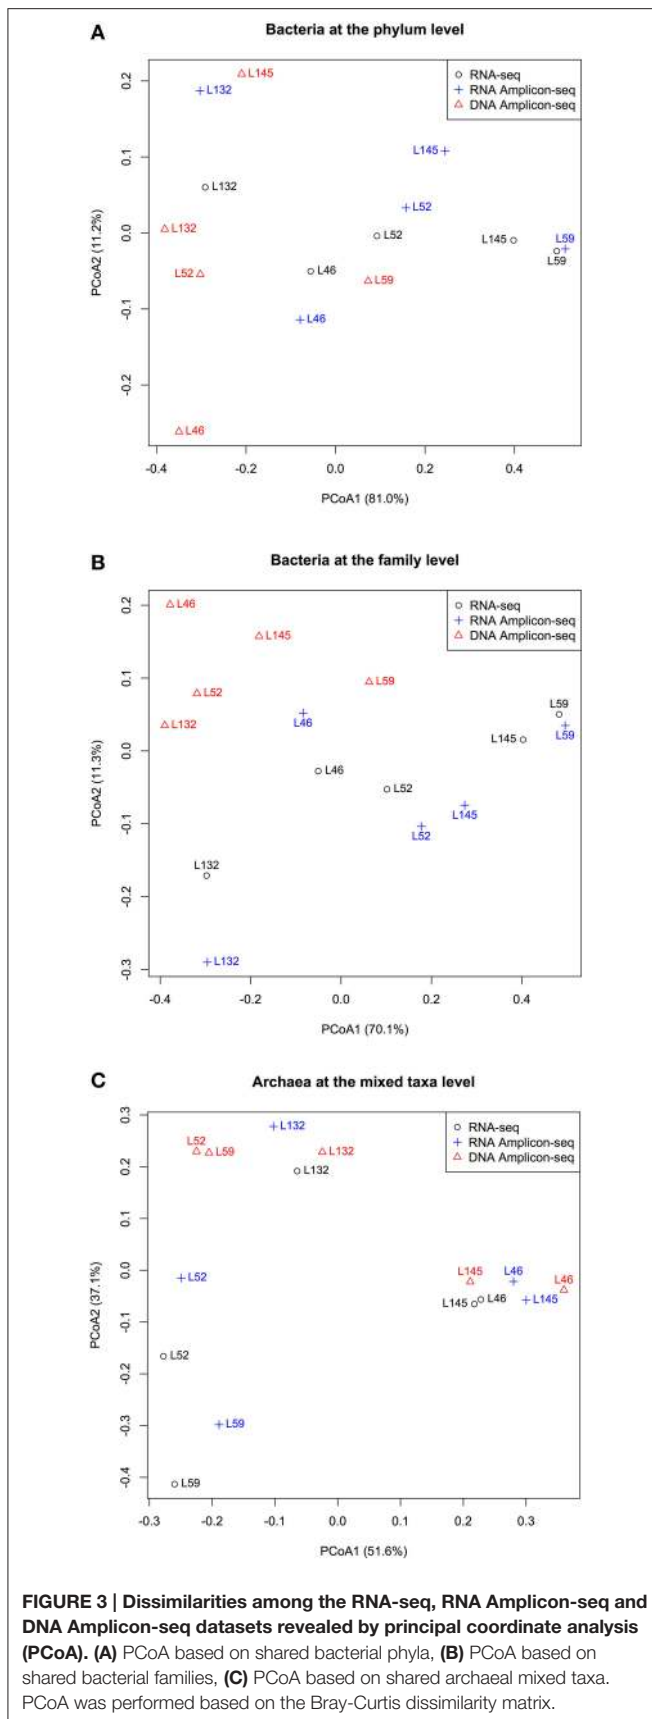 A
Bacteria at the phylum level
RNA-seq
RNA Amplicon-seq
DNA Amplicon-seq
L145
L132
L145
L132
L52
L132
L52
L145
L59
L59
L52
L46
L59
L46
L46
0.2
0.1
0.0
-0.1
-0.2
PCoA2 (11.2%)
-0.4
-0.2
0.0
0.2
0.4
PCoA1 (81.0%)
B
Bacteria at the family level
RNA-seq
RNA Amplicon-seq
DNA Amplicon-seq
L46
L145
L52
L59
L132
L46
L59
L145
L59
L46
L52
L145
L52
L132
L132
0.2
0.1
0.0
-0.1
-0.2
-0.3
PCoA2 (11.3%)
-0.4
-0.2
0.0
0.2
0.4
PCoA1 (70.1%)
C
Archaea at the mixed taxa level
RNA-seq
RNA Amplicon-seq
DNA Amplicon-seq
L132
L52
L59
L132
L132
L52
L145
L46
L46
L145
L46
L145
L52
L59
L59
0.3
0.2
0.1
0.0
-0.1
-0.2
-0.3
-0.4
PCoA2 (37.1%)
-0.3
-0.2
-0.1
0.0
0.1
0.2
0.3
PCoA1 (51.6%)
FIGURE 3 | Dissimilarities among the RNA-seq, RNA Amplicon-seq and
DNA Amplicon-seq datasets revealed by principal coordinate analysis
(PCoA). (A) PCoA based on shared bacterial phyla, (B) PCoA based on
shared bacterial families, (C) PCoA based on shared archaeal mixed taxa.
PCoA was performed based on the Bray-Curtis dissimilarity matrix.